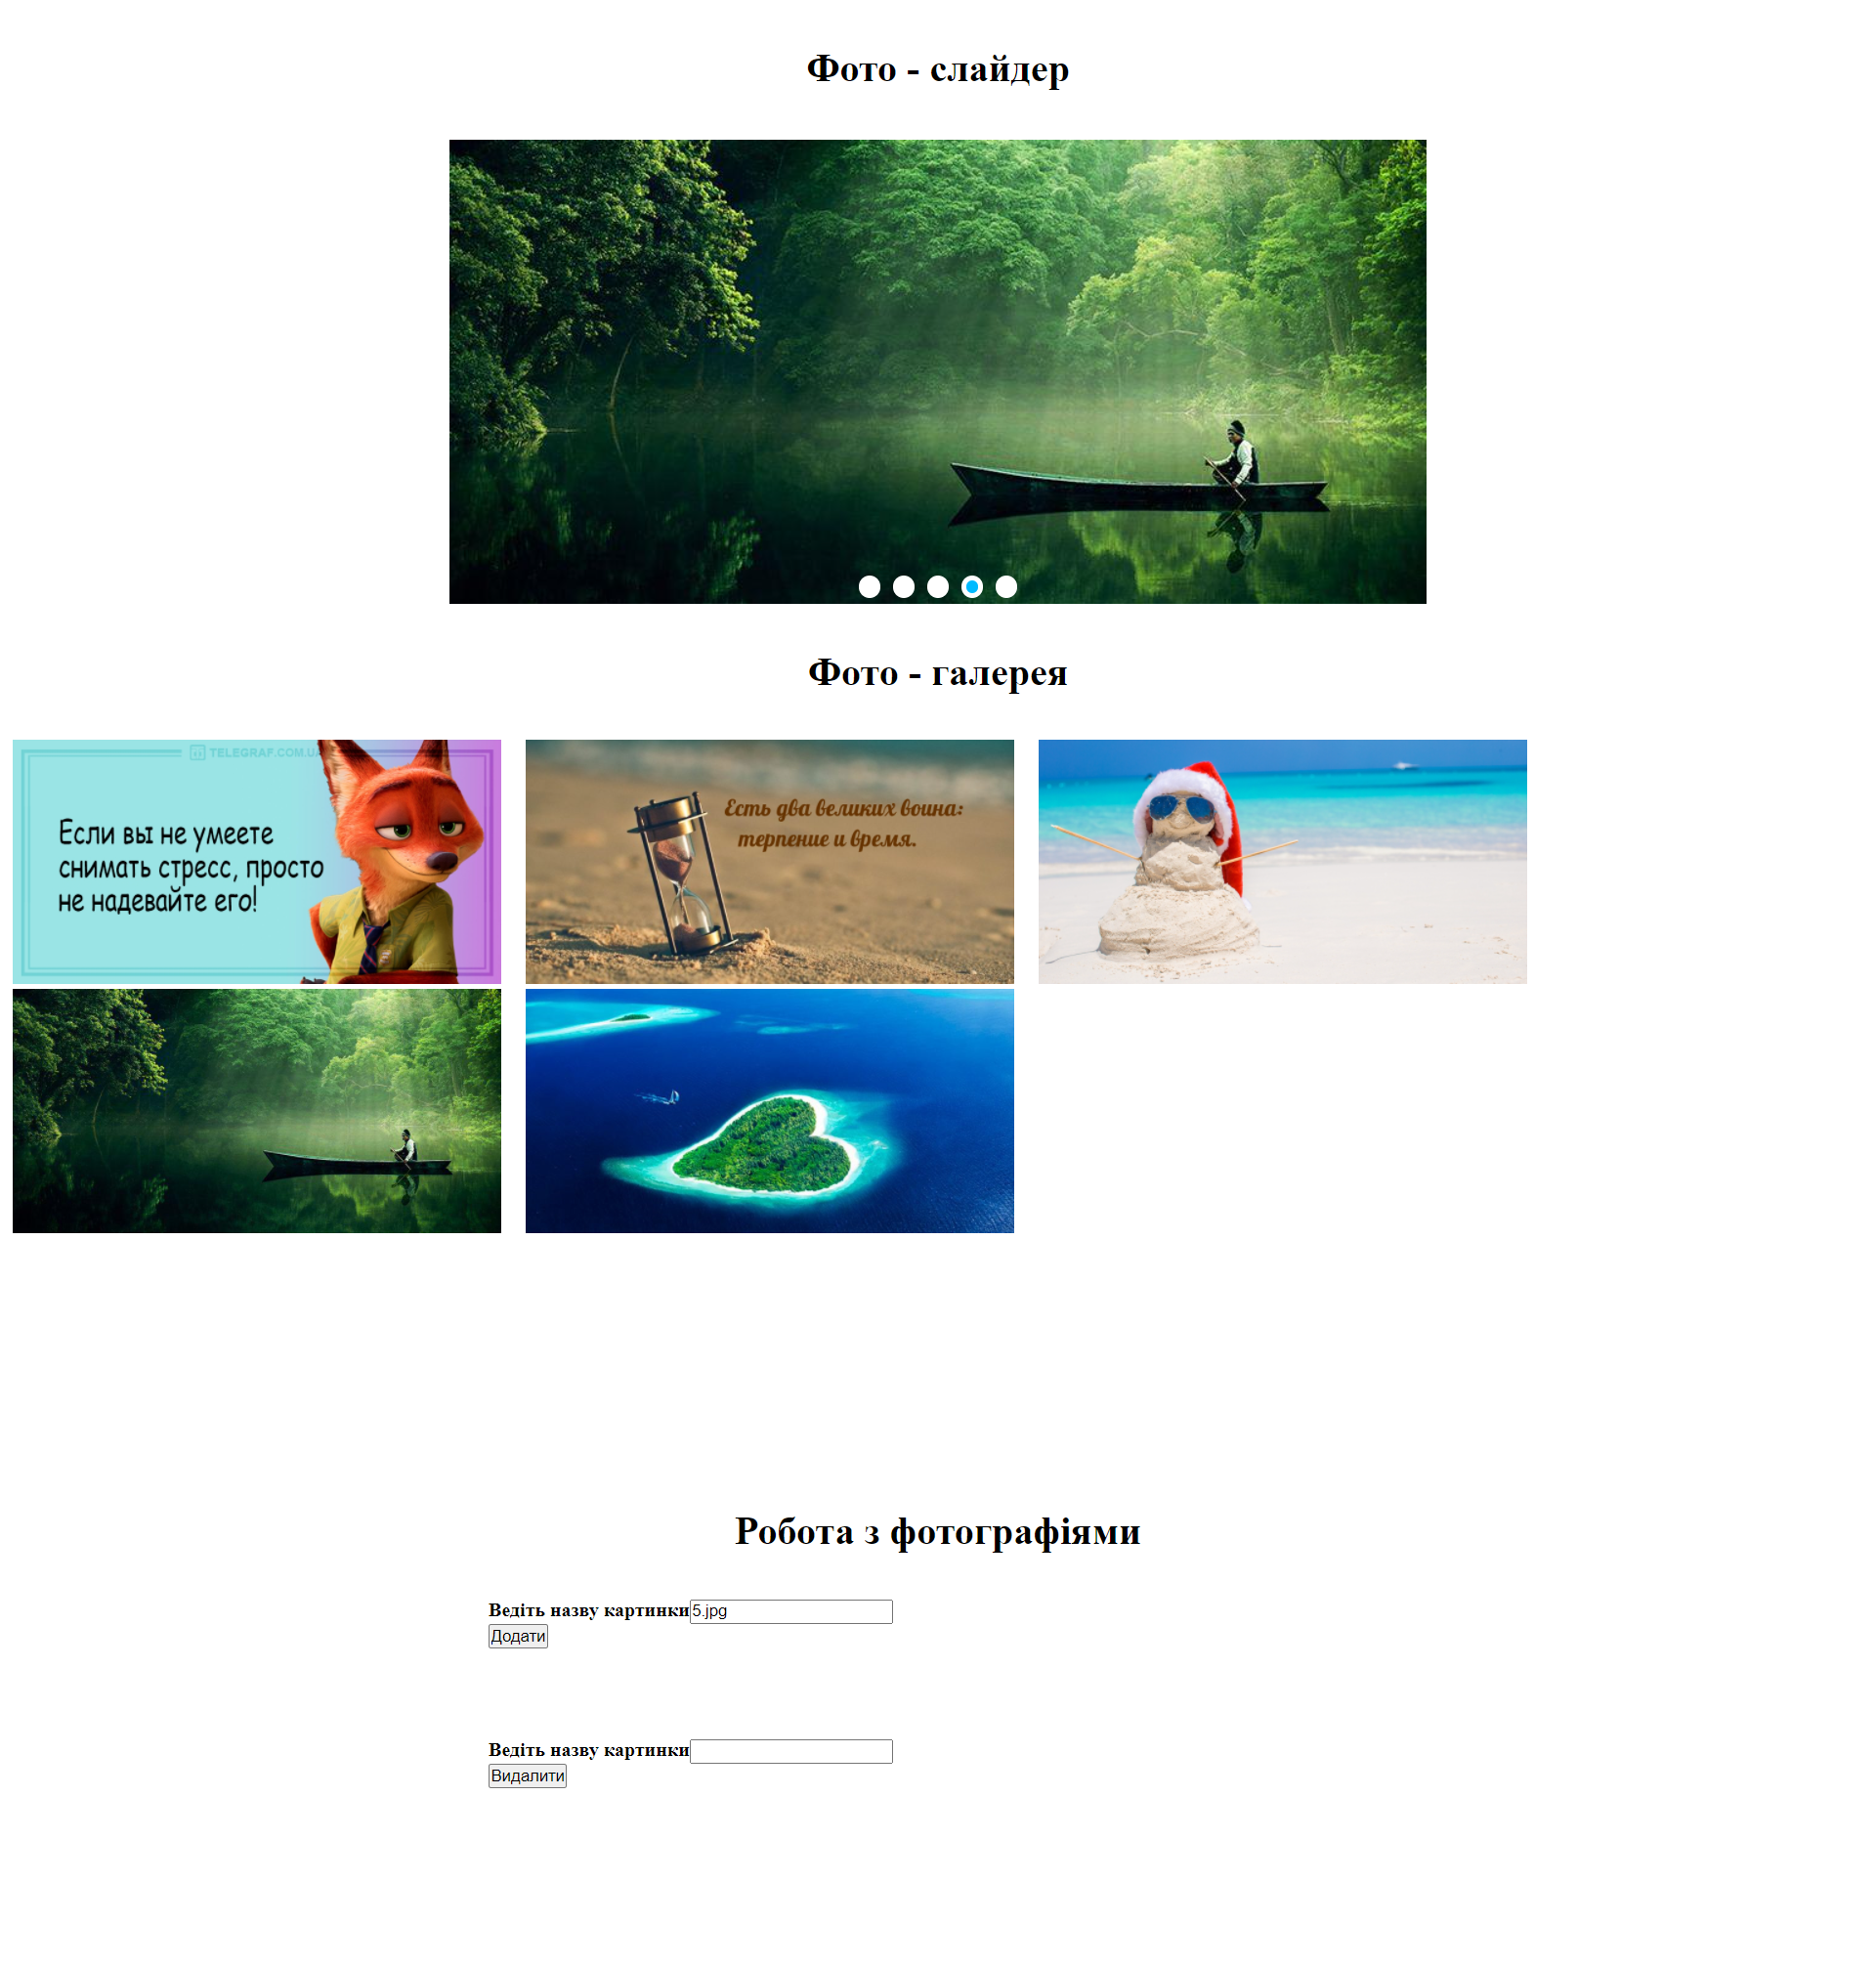 Фото - слайдер
Фото - галерея
TELEGRAF.COM.UA
Если вы не умеете
снимать стресс, просто
не надевайте его!
Есть два великих воина:
терпение и время.
Робота з фотографіями
Ведіть назву картинки 5.jpg
Додати
Ведіть назву картинки
Видалити